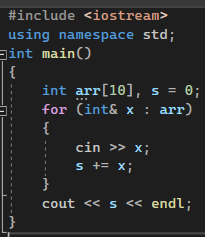 #include <iostream>
using namespace std;
int main()
{
    int arr[10], s = 0;
    for (int& x : arr)
    {
        cin >> x;
        s += x;
    }
    cout << s << endl;
}